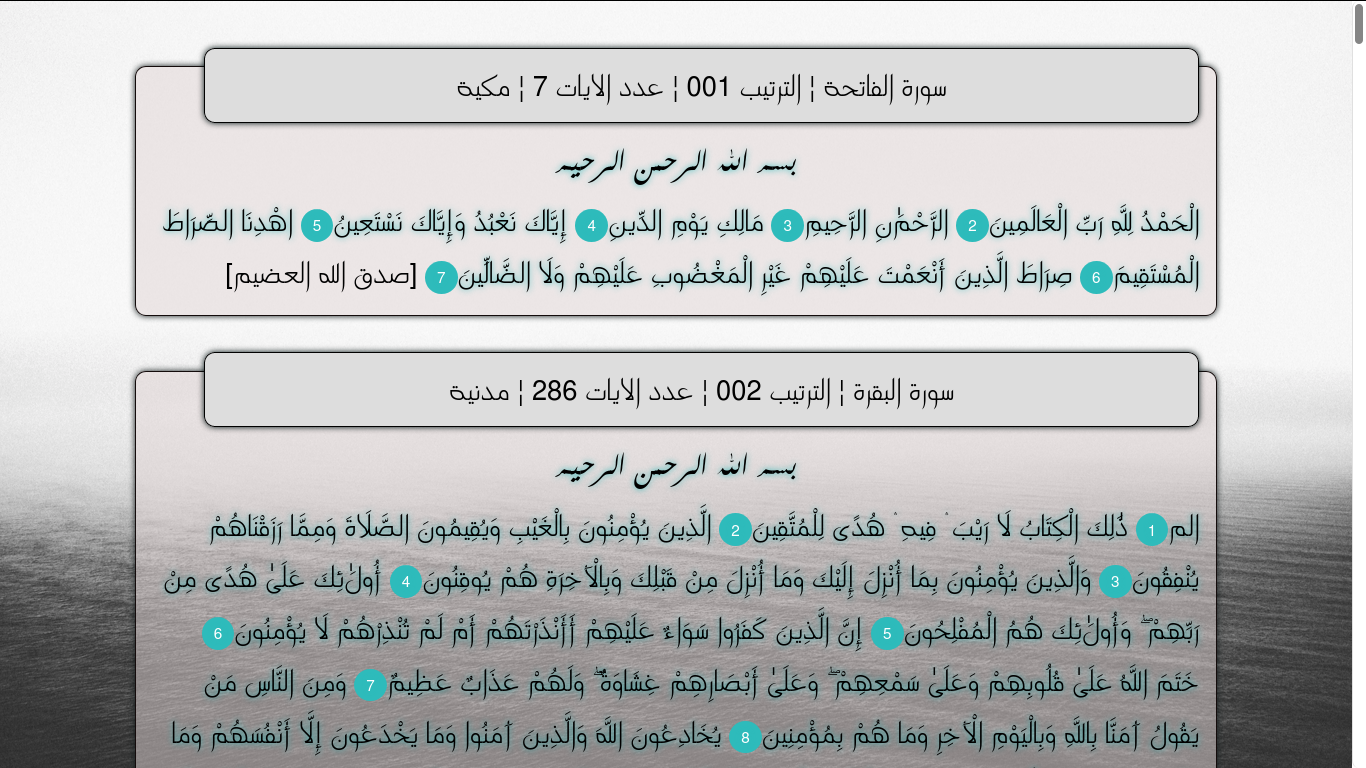 سورة الفاتحة ¦ الترتيب 001 ¦ عدد الآيات 7 ¦ مكية
بسم الله الرحمن الرحيم
الْحَمْدُ لِلَّهِ رَبِّ الْعَالَمِينَ 2 الرَّحْمَٰنِ الرَّحِيمِ 3 مَالِكِ يَوْمِ الدِّينِ 4 إِيَّاكَ نَعْبُدُ وَإِيَّاكَ نَسْتَعِينُ 5 اهْدِنَا الصِّرَاطَ
الْمُسْتَقِيمَ 6 صِرَاطَ الَّذِينَ أَنْعَمْتَ عَلَيْهِمْ غَيْرِ الْمَغْضُوبِ عَلَيْهِمْ وَلَا الضَّالِّينَ 7 [صدق الله العضيم]
سورة البقرة ¦ الترتيب 002 ¦ عدد الآيات 286 ¦ مدنية
بسم الله الرحمن الرحيم
الم 1 ذَٰلِكَ الْكِتَابُ لَا رَيْبَ ۛ فِيهِ ۛ هُدًى لِلْمُتَّقِينَ 2 الَّذِينَ يُؤْمِنُونَ بِالْغَيْبِ وَيُقِيمُونَ الصَّلَاةَ وَمِمَّا رَزَقْنَاهُمْ
يُنْفِقُونَ 3 وَالَّذِينَ يُؤْمِنُونَ بِمَا أُنْزِلَ إِلَيْكَ وَمَا أُنْزِلَ مِنْ قَبْلِكَ وَبِالْآخِرَةِ هُمْ يُوقِنُونَ 4 أُولَٰئِكَ عَلَىٰ هُدًى مِنْ
رَبِّهِمْ ۖ وَأُولَٰئِكَ هُمُ الْمُفْلِحُونَ 5 إِنَّ الَّذِينَ كَفَرُوا سَوَاءٌ عَلَيْهِمْ أَأَنْذَرْتَهُمْ أَمْ لَمْ تُنْذِرْهُمْ لَا يُؤْمِنُونَ 6
خَتَمَ اللَّهُ عَلَىٰ قُلُوبِهِمْ وَعَلَىٰ سَمْعِهِمْ ۖ وَعَلَىٰ أَبْصَارِهِمْ غِشَاوَةٌ ۖ وَلَهُمْ عَذَابٌ عَظِيمٌ 7 وَمِنَ النَّاسِ مَنْ
يَقُولُ آمَنَّا بِاللَّهِ وَبِالْيَوْمِ الْآخِرِ وَمَا هُمْ بِمُؤْمِنِينَ 8 يُخَادِعُونَ اللَّهَ وَالَّذِينَ آمَنُوا وَمَا يَخْدَعُونَ إِلَّا أَنْفُسَهُمْ وَمَا